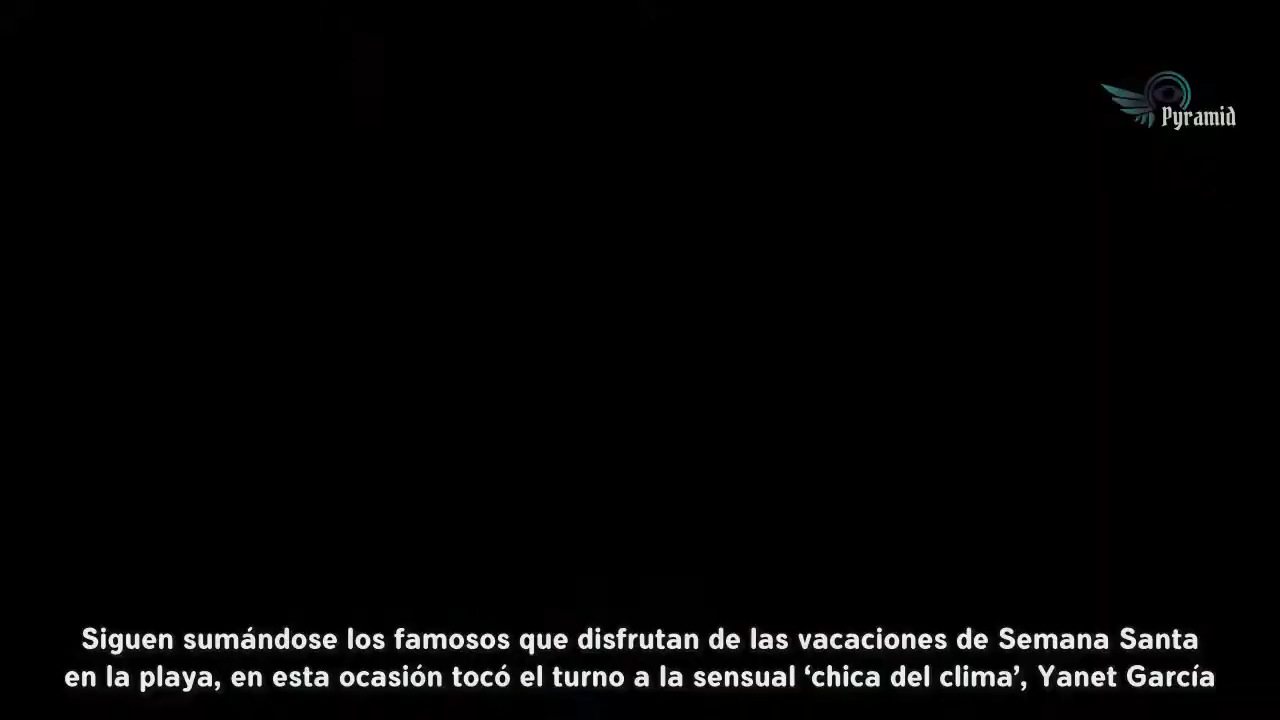 Pyramid
Siguen sumándose los famosos que disfrutan de las vacaciones de Semana Santa
en la playa, en esta ocasión tocó el turno a la sensual ‘chica del clima’, Yanet García